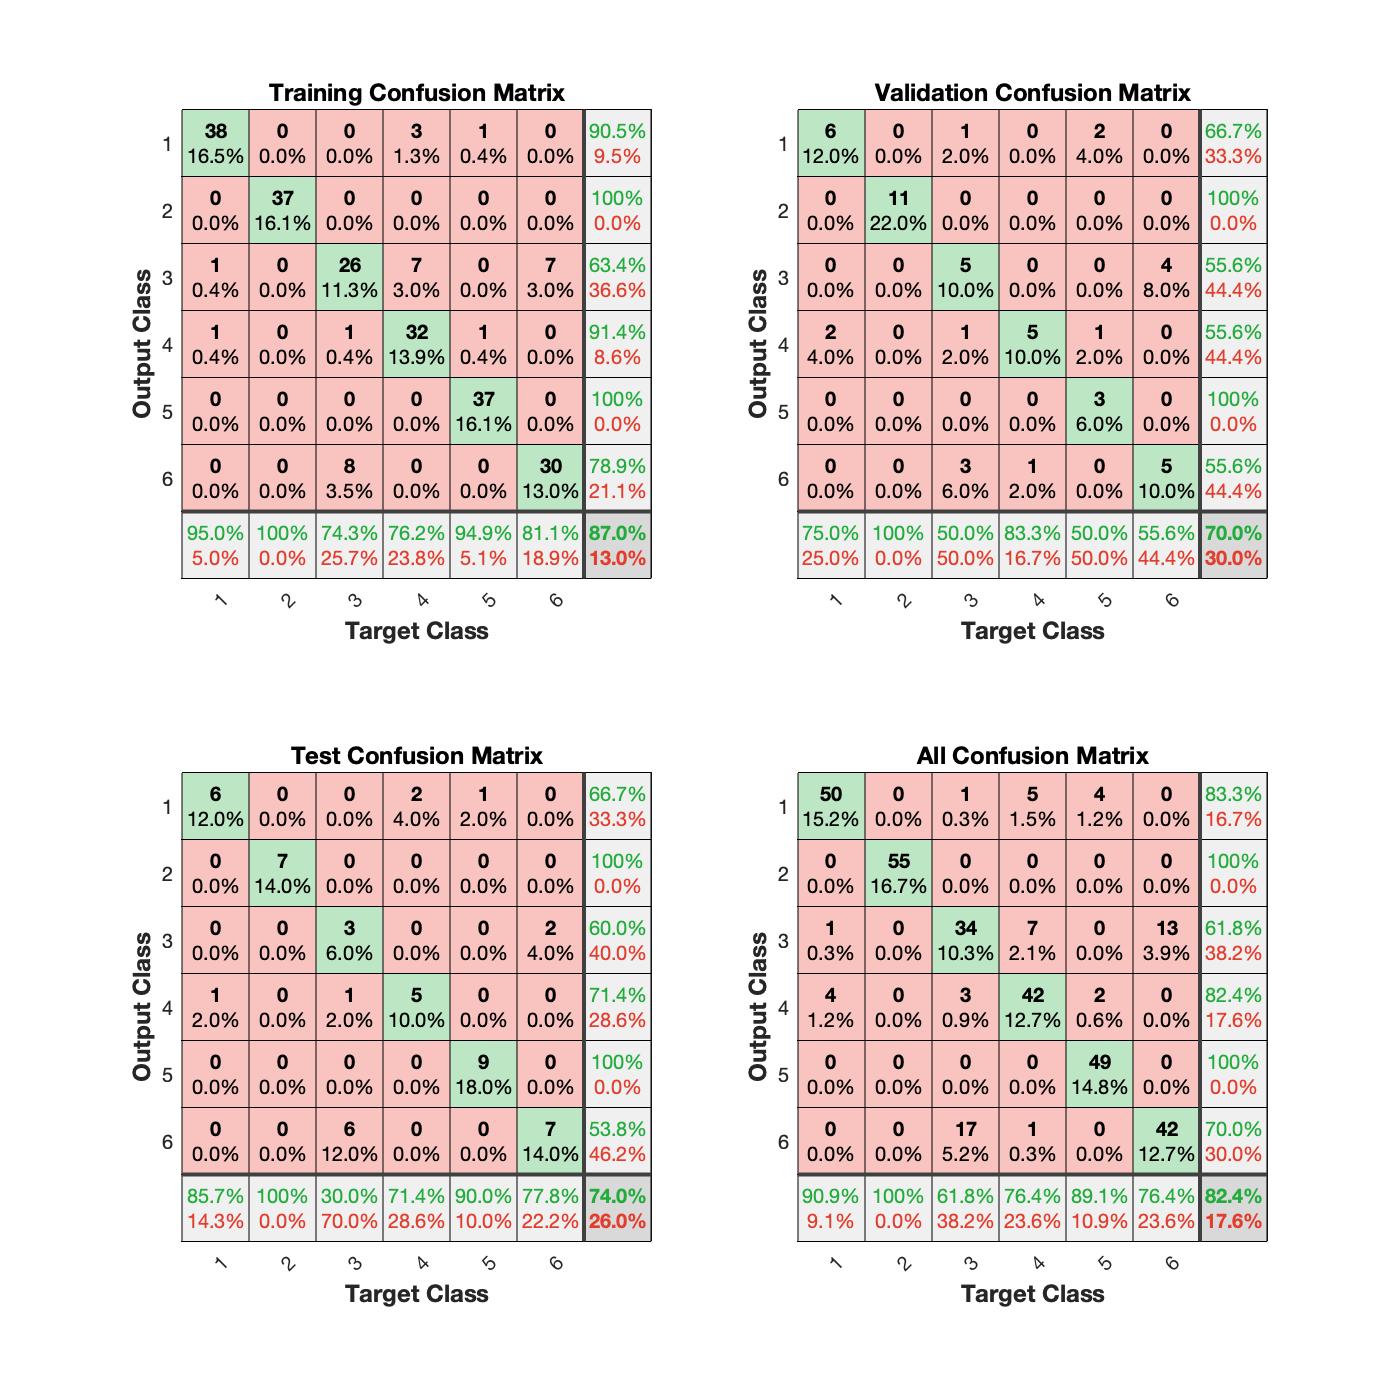 Training Confusion Matrix
Output Class
1 38 0 0 3 1 0 90.5%
16.5% 0.0% 0.0% 1.3% 0.4% 0.0% 9.5%
2 0 37 0 0 0 0 100%
0.0% 16.1% 0.0% 0.0% 0.0% 0.0% 0.0%
3 1 0 26 7 0 7 63.4%
0.4% 0.0% 11.3% 3.0% 0.0% 3.0% 36.6%
4 1 0 1 32 1 0 91.4%
0.4% 0.0% 0.4% 13.9% 0.4% 0.0% 8.6%
5 0 0 0 0 37 0 100%
0.0% 0.0% 0.0% 0.0% 16.1% 0.0% 0.0%
6 0 0 8 0 0 30 78.9%
0.0% 0.0% 3.5% 0.0% 0.0% 13.0% 21.1%
95.0% 100% 74.3% 76.2% 94.9% 81.1% 87.0%
5.0% 0.0% 25.7% 23.8% 5.1% 18.9% 13.0%
1 2 3 4 5 6
Target Class
Validation Confusion Matrix
Output Class
1 6 0 1 0 2 0 66.7%
12.0% 0.0% 2.0% 0.0% 4.0% 0.0% 33.3%
2 0 11 0 0 0 0 100%
0.0% 22.0% 0.0% 0.0% 0.0% 0.0% 0.0%
3 0 0 5 0 0 4 55.6%
0.0% 0.0% 10.0% 0.0% 0.0% 8.0% 44.4%
4 2 0 1 5 1 0 55.6%
4.0% 0.0% 2.0% 10.0% 2.0% 0.0% 44.4%
5 0 0 0 0 3 0 100%
0.0% 0.0% 0.0% 0.0% 6.0% 0.0% 0.0%
6 0 0 3 1 0 5 55.6%
0.0% 0.0% 6.0% 2.0% 0.0% 10.0% 44.4%
75.0% 100% 50.0% 83.3% 50.0% 55.6% 70.0%
25.0% 0.0% 50.0% 16.7% 50.0% 44.4% 30.0%
1 2 3 4 5 6
Target Class
Test Confusion Matrix
Output Class
1 6 0 0 2 1 0 66.7%
12.0% 0.0% 0.0% 4.0% 2.0% 0.0% 33.3%
2 0 7 0 0 0 0 100%
0.0% 14.0% 0.0% 0.0% 0.0% 0.0% 0.0%
3 0 0 3 0 0 2 60.0%
0.0% 0.0% 6.0% 0.0% 0.0% 4.0% 40.0%
4 1 0 1 5 0 0 71.4%
2.0% 0.0% 2.0% 10.0% 0.0% 0.0% 28.6%
5 0 0 0 0 9 0 100%
0.0% 0.0% 0.0% 0.0% 18.0% 0.0% 0.0%
6 0 0 6 0 0 7 53.8%
0.0% 0.0% 12.0% 0.0% 0.0% 14.0% 46.2%
85.7% 100% 30.0% 71.4% 90.0% 77.8% 74.0%
14.3% 0.0% 70.0% 28.6% 10.0% 22.2% 26.0%
1 2 3 4 5 6
Target Class
All Confusion Matrix
Output Class
1 50 0 1 5 4 0 83.3%
15.2% 0.0% 0.3% 1.5% 1.2% 0.0% 16.7%
2 0 55 0 0 0 0 100%
0.0% 16.7% 0.0% 0.0% 0.0% 0.0% 0.0%
3 1 0 34 7 0 13 61.8%
0.3% 0.0% 10.3% 2.1% 0.0% 3.9% 38.2%
4 4 0 3 42 2 0 82.4%
1.2% 0.0% 0.9% 12.7% 0.6% 0.0% 17.6%
5 0 0 0 0 49 0 100%
0.0% 0.0% 0.0% 0.0% 14.8% 0.0% 0.0%
6 0 0 17 1 0 42 70.0%
0.0% 0.0% 5.2% 0.3% 0.0% 12.7% 30.0%
90.9% 100% 61.8% 76.4% 89.1% 76.4% 82.4%
9.1% 0.0% 38.2% 23.6% 10.9% 23.6% 17.6%
1 2 3 4 5 6
Target Class